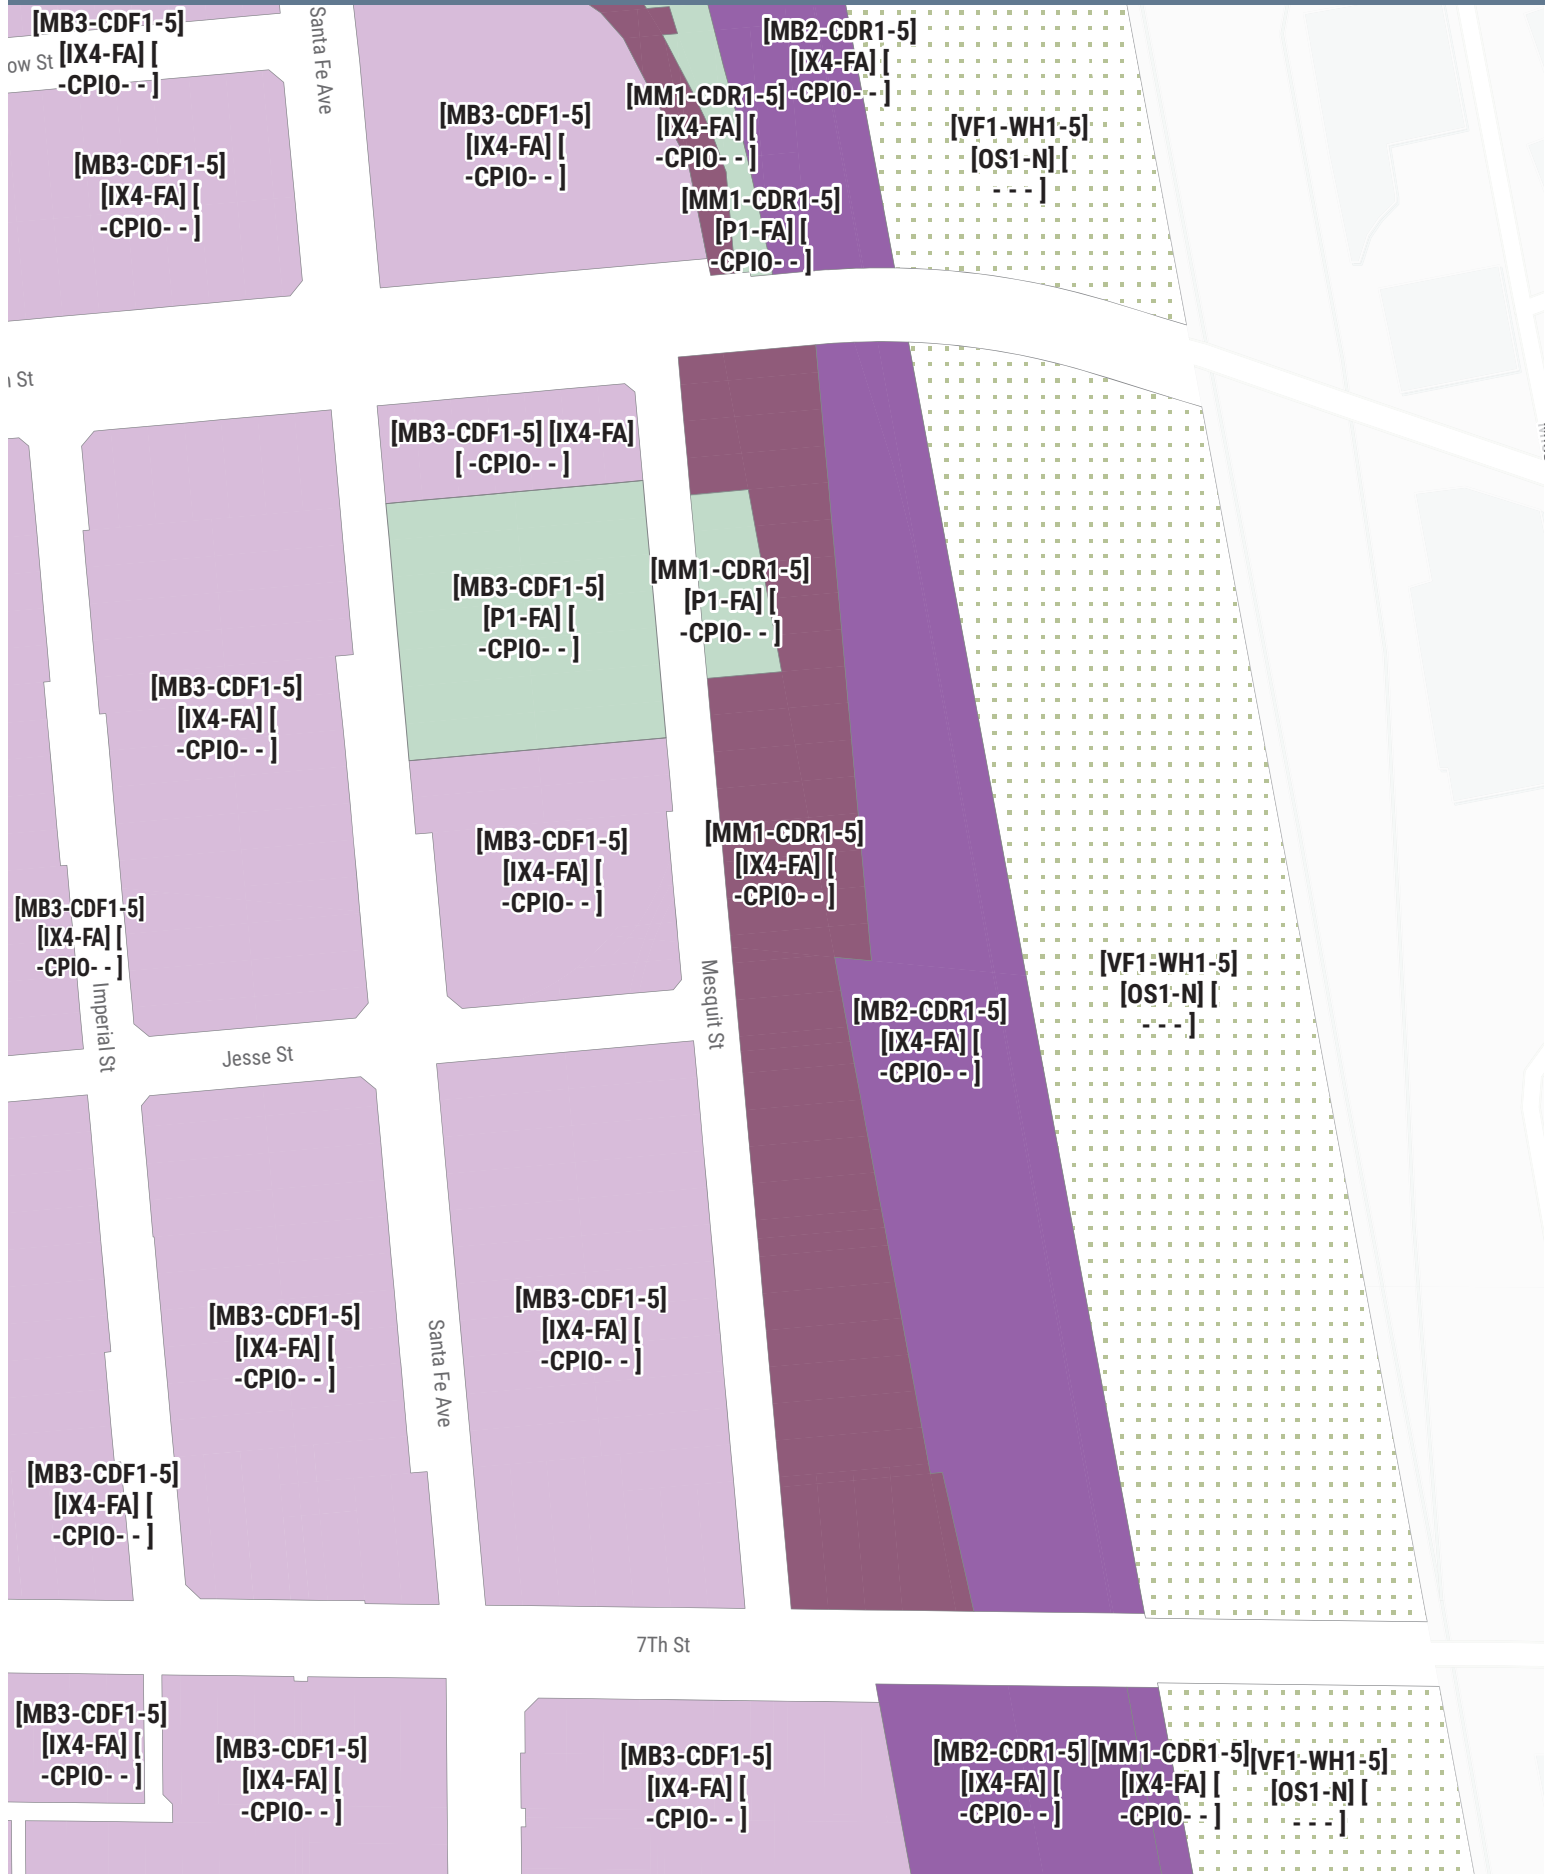 [MB3-CDF1-5]
[IX4-FA] [
-CPIO- - ]
ow St
Santa Fe Ave
[MB2-CDR1-5]
[IX4-FA] [
-CPIO- - ]
[MM1-CDR1-5]
[IX4-FA] [
-CPIO- - ]
[MB3-CDF1-5]
[IX4-FA] [
-CPIO- - ]
[VF1-WH1-5]
[OS1-N] [
- - - ]
[MB3-CDF1-5]
[IX4-FA] [
-CPIO- - ]
[MM1-CDR1-5]
[P1-FA] [
-CPIO- - ]
St
[MB3-CDF1-5] [IX4-FA]
[ -CPIO- - ]
[MB3-CDF1-5]
[P1-FA] [
-CPIO- - ]
[MM1-CDR1-5]
[P1-FA] [
-CPIO- - ]
[MB3-CDF1-5]
[IX4-FA] [
-CPIO- - ]
[MB3-CDF1-5]
[IX4-FA] [
-CPIO- - ]
[MM1-CDR1-5]
[IX4-FA] [
-CPIO- - ]
[MB3-CDF1-5]
[IX4-FA] [
-CPIO- - ]
Imperial St
Jesse St
Mesquit St
[VF1-WH1-5]
[OS1-N] [
- - - ]
[MB2-CDR1-5]
[IX4-FA] [
-CPIO- - ]
[MB3-CDF1-5]
[IX4-FA] [
-CPIO- - ]
Santa Fe Ave
[MB3-CDF1-5]
[IX4-FA] [
-CPIO- - ]
[MB3-CDF1-5]
[IX4-FA] [
-CPIO- - ]
7Th St
[MB3-CDF1-5]
[IX4-FA] [
-CPIO- - ]
[MB3-CDF1-5]
[IX4-FA] [
-CPIO- - ]
[MB3-CDF1-5]
[IX4-FA] [
-CPIO- - ]
[MB2-CDR1-5]
[IX4-FA] [
-CPIO- - ]
[MM1-CDR1-5]
[IX4-FA] [
-CPIO- - ]
[VF1-WH1-5]
[OS1-N] [
- - - ]